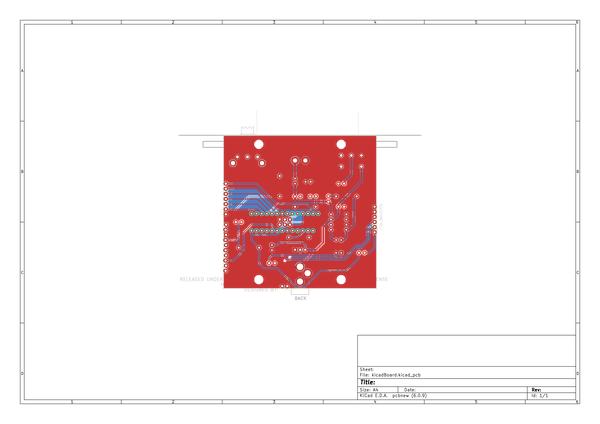 1 2 3 4 5 6
A A
B B
RELEASED UNDER
BACK
C C
Sheet:
File: kicadBoard.kicad_pcb
D D
Title:
Size: A4 Date: Rev:
KiCad E.D.A. pcbnew (6.0.9) Id: 1/1
1 2 3 4 5 6